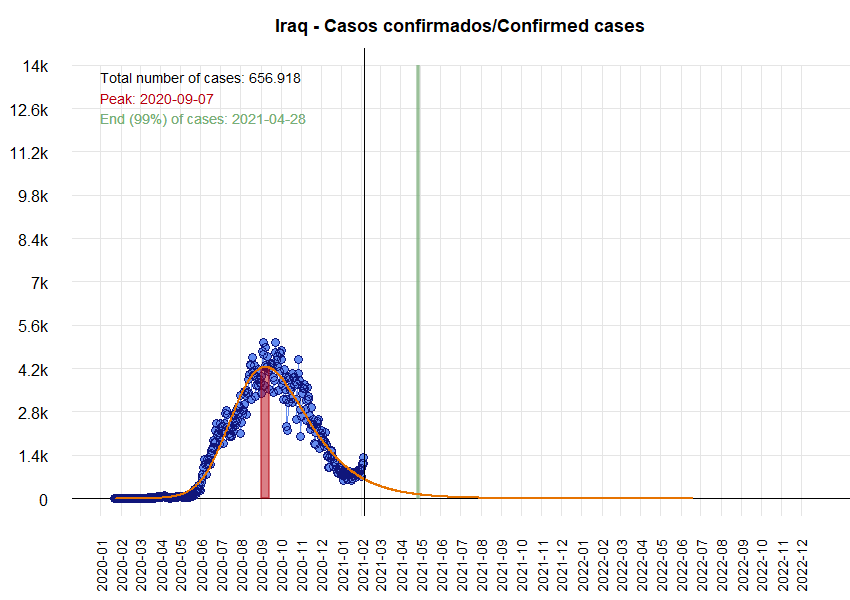 Iraq - Casos confirmados/Confirmed cases
14k
Total number of cases: 656.918
Peak: 2020-09-07
12.6k
End (99%) of cases: 2021-04-28
11.2k
9.8k
8.4k
7k
5.6k
4.2k
2.8k
1.4k
0
2020-01
2020-02
2020-03
2020-04
2020-05
2020-06
2020-07
2020-08
2020-09
2020-10
2020-11
2020-12
2021-01
2021-02
2021-03
2021-04
2021-05
2021-06
2021-07
2021-08
2021-09
2021-10
2021-11
2021-12
2022-01
2022-02
2022-03
2022-04
2022-05
2022-06
2022-07
2022-08
2022-09
2022-10
2022-11
2022-12